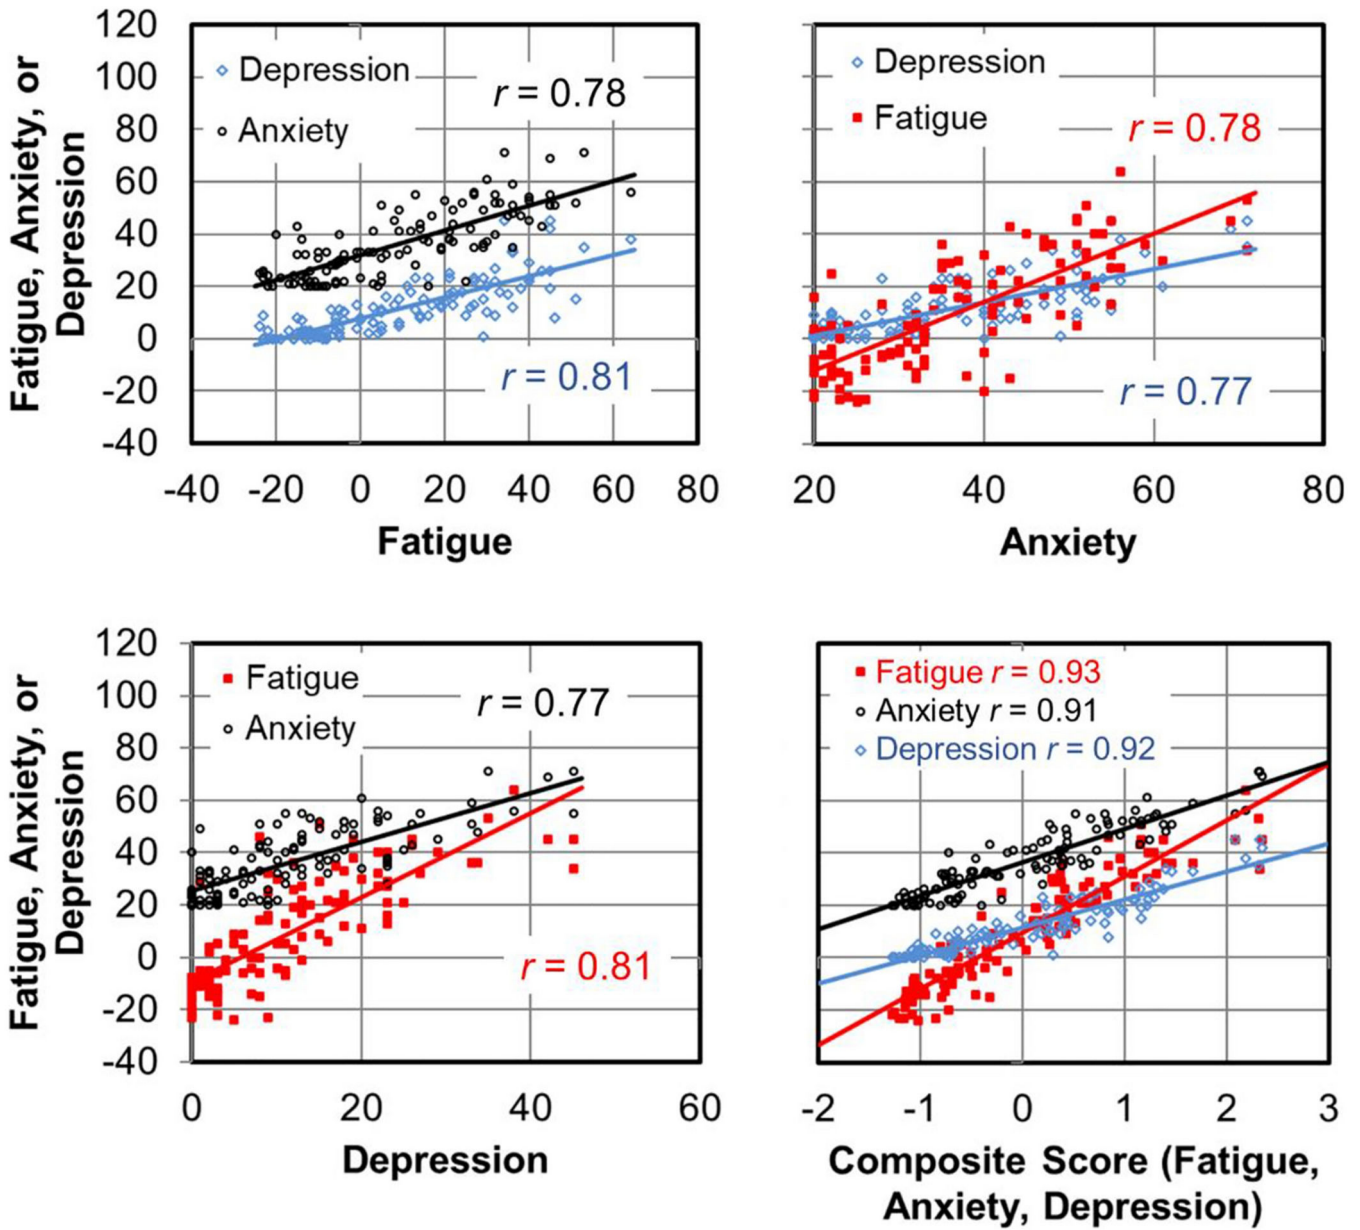 Fatigue, Anxiety, or
Depression
120
100
80
60
40
20
0
-20
-40
Depression
Anxiety
r = 0.78
r = 0.81
-40 -20 0 20 40 60 80
Fatigue
Depression
Fatigue
r = 0.78
r = 0.77
20 40 60 80
Anxiety
Fatigue, Anxiety, or
Depression
120
100
80
60
40
20
0
-20
-40
Fatigue
Anxiety
r = 0.77
r = 0.81
0 20 40 60
Depression
Fatigue r = 0.93
Anxiety r = 0.91
Depression r = 0.92
-2 -1 0 1 2 3
Composite Score (Fatigue,
Anxiety, Depression)